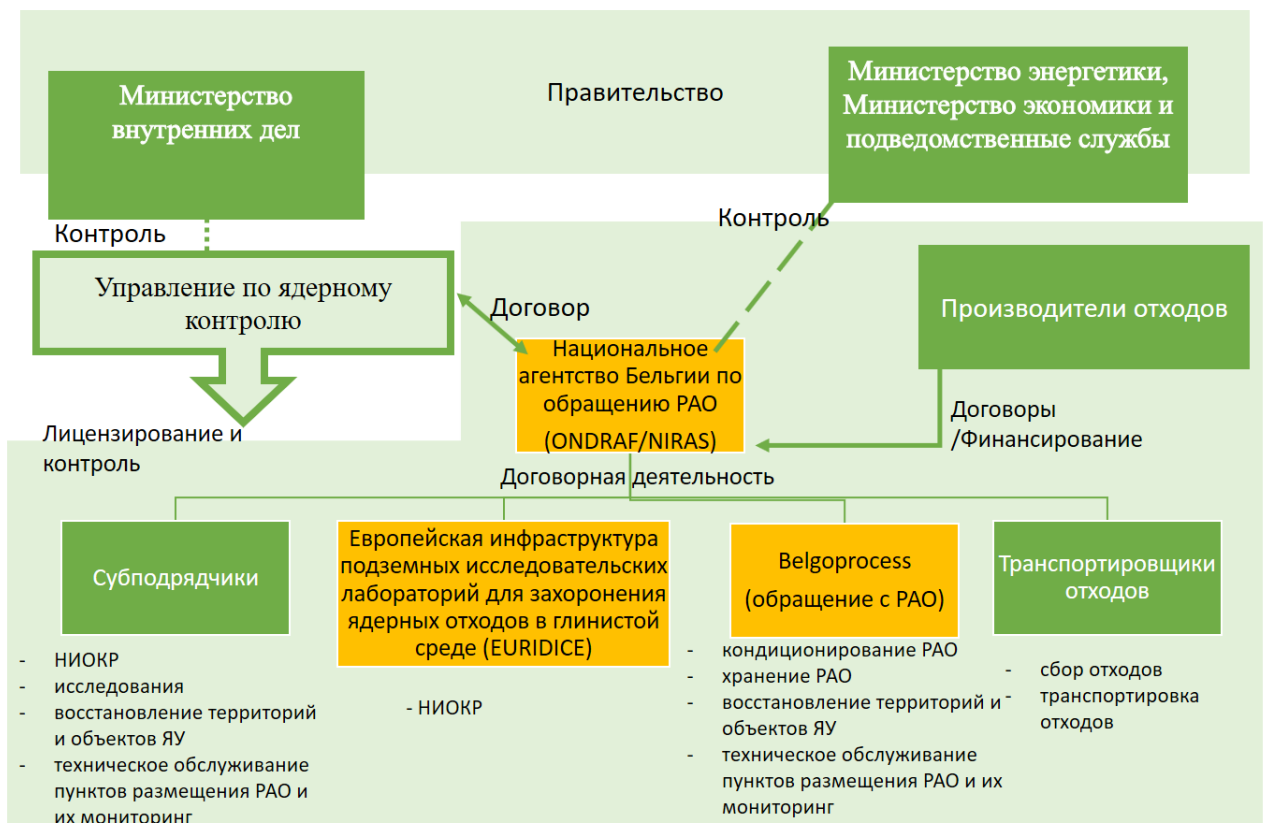 Министерство
внутренних дел
Правительство
Министерство энергетики,
Министерство экономики и
подведомственные службы
Контроль
Контроль
Управление по ядерному
контролю
Договор
Производители отходов
Национальное
агентство Бельгии по
обращению РАО
(ONDRAF/NIRAS)
Договоры
/Финансирование
Лицензирование и
контроль
Договорная деятельность
Субподрядчики
Европейская инфраструктура
подземных исследовательских
лабораторий для захоронения
ядерных отходов в глинистой
среде (EURIDICE)
Belgoprocess
(обращение с РАО)
Транспортировщики
отходов
- НИОКР
- исследования
- восстановление территорий
и объектов ЯУ
- техническое обслуживание
пунктов размещения РАО и
их мониторинг
- НИОКР
- кондиционирование РАО
- хранение РАО
- восстановление территорий и
объектов ЯУ
- техническое обслуживание
пунктов размещения РАО и их
мониторинг
- сбор отходов
- транспортировка
отходов